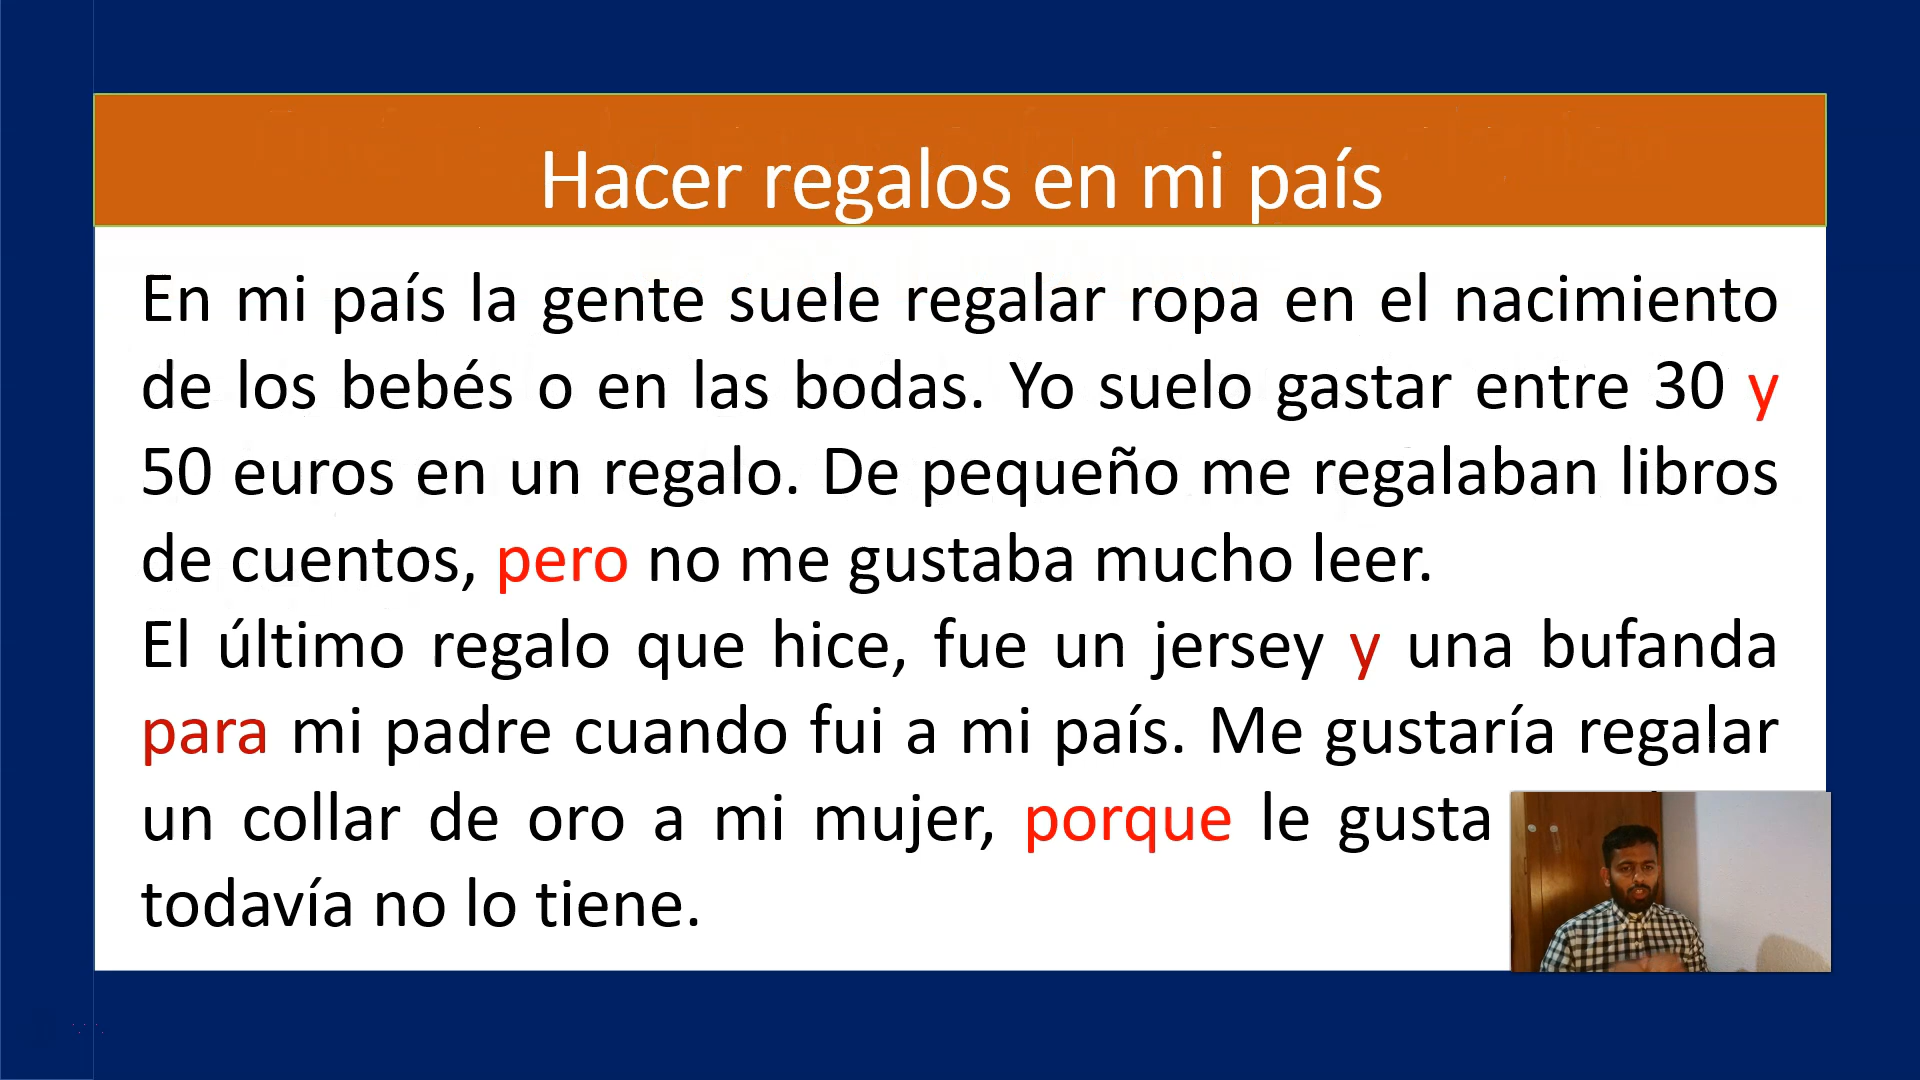 Hacer regalos en mi país
En mi país la gente suele regalar ropa en el nacimiento
de los bebés o en las bodas. Yo suelo gastar entre 30 y
50 euros en un regalo. De pequeño me regalaban libros
de cuentos, pero no me gustaba mucho leer.
El último regalo que hice, fue un jersey y una bufanda
para mi padre cuando fui a mi país. Me gustaría regalar
un collar de oro a mi mujer, porque le gusta
todavía no lo tiene.